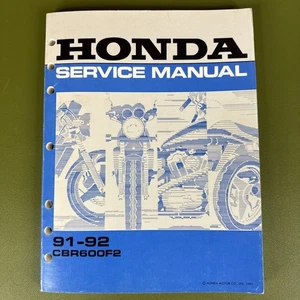 HONDA
SERVICE MANUAL
91-92
CBR600F2